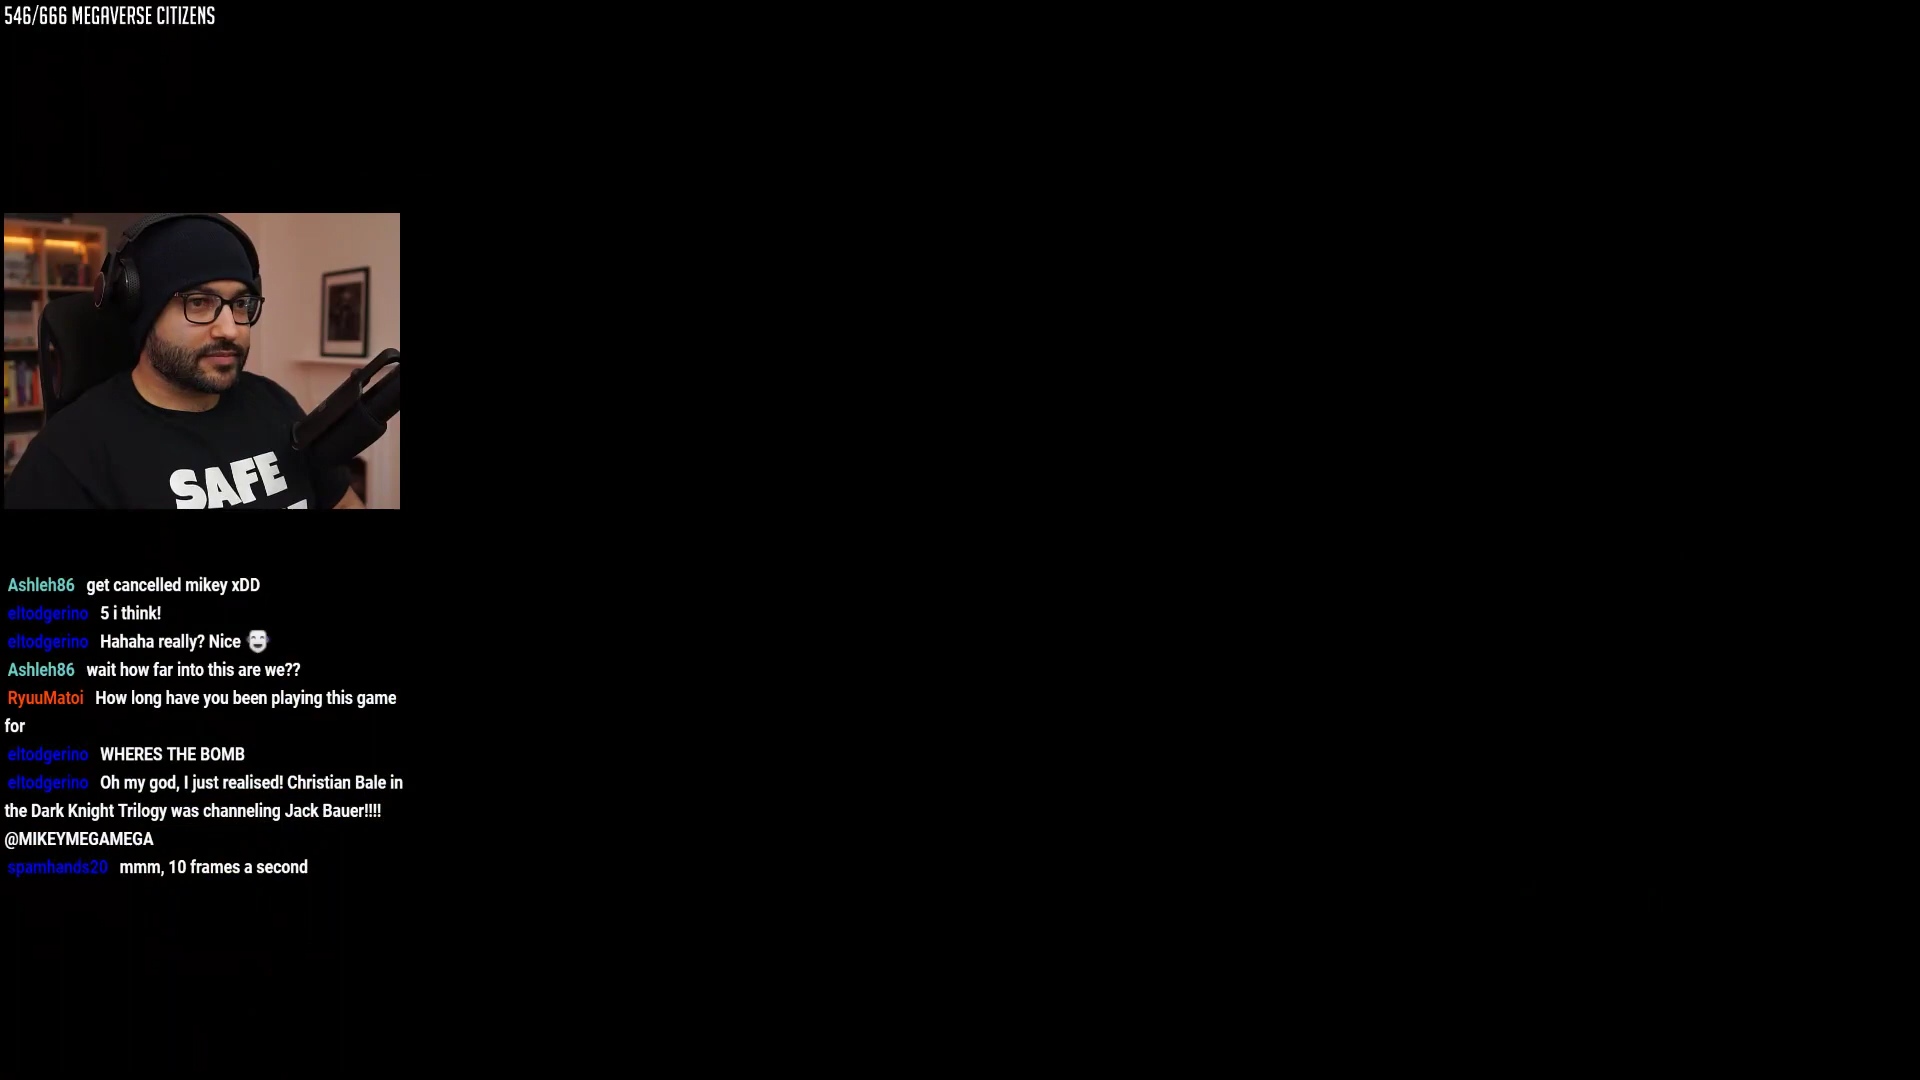 546/666 MEGAVERSE CITIZENS
SAFE
Ashleh86 get cancelled mikey xDD
eltodgerino 5 i think!
eltodgerino Hahaha really? Nice
Ashleh86 wait how far into this are we??
RyuuMatoi How long have you been playing this game
for
eltodgerino WHERES THE BOMB
eltodgerino Oh my god, I just realised! Christian Bale in
the Dark Knight Trilogy was channeling Jack Bauer!!!!
@MIKEYMEGAMEGA
spamhands20 mmm, 10 frames a second